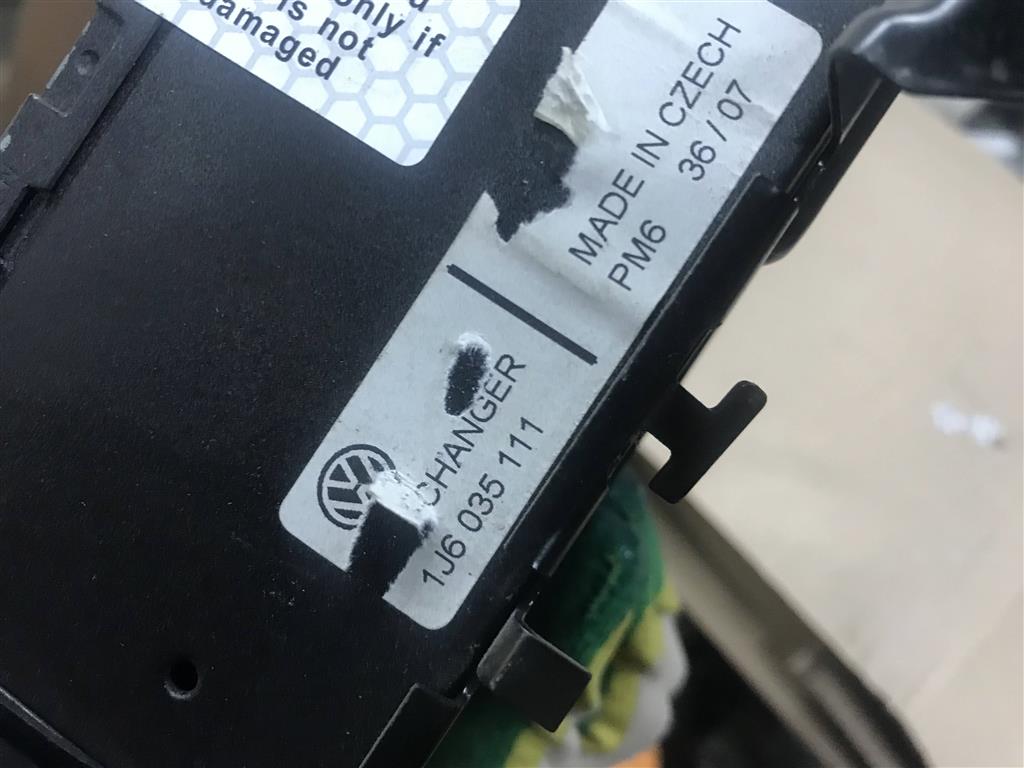 only if
is not
damaged
MADE IN CZECH
PM6 36 / 07
CHANGER
1J6 035 111